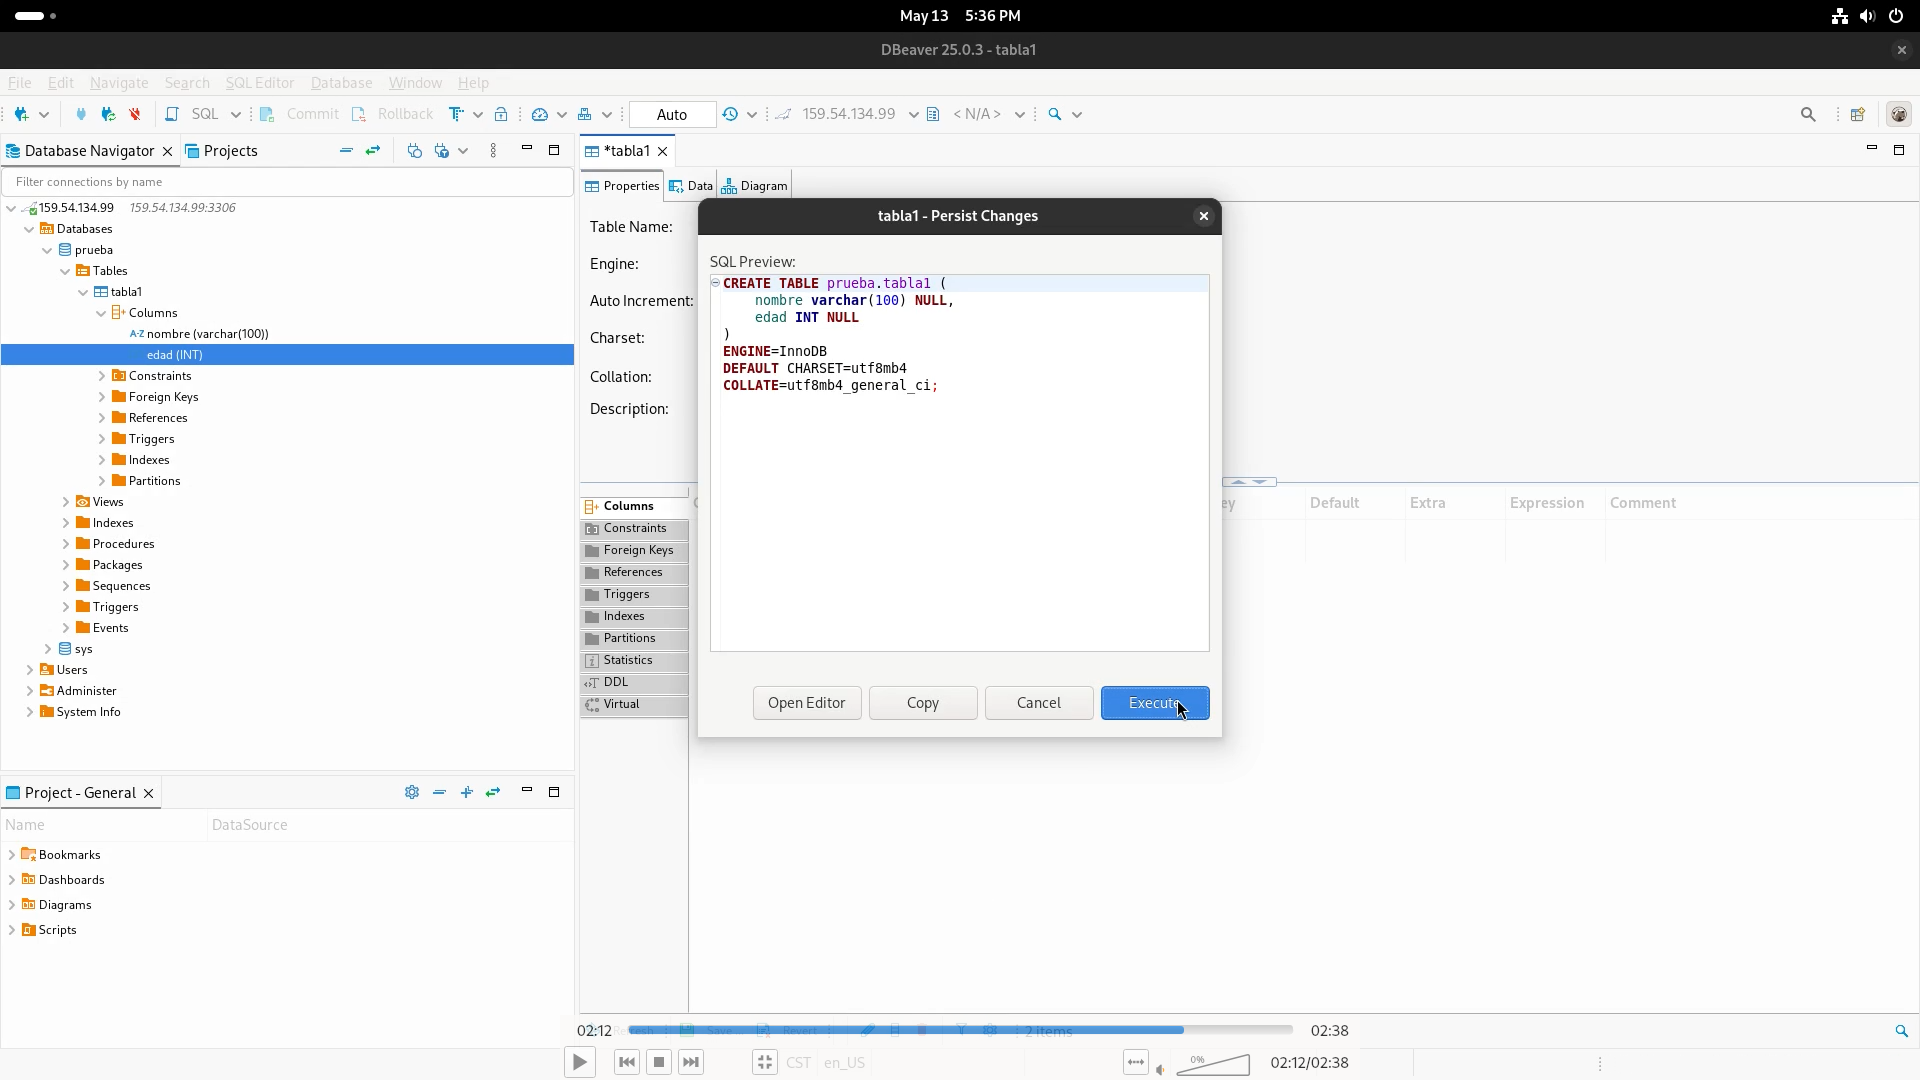 May 13 5:36 PM
DBeaver 25.0.3 - tabla1
File Edit Navigate Search SQL Editor Database Window Help
SQL Commit Rollback Auto 159.54.134.99 < N/A >
Database Navigator Projects
*tabla1
Filter connections by name
Properties Data Diagram
159.54.134.99 159.54.134.99:3306
Databases
prueba
Tables
tabla1
Columns
nombre (varchar(100))
edad (INT)
Constraints
Foreign Keys
References
Triggers
Indexes
Partitions
Views
Indexes
Procedures
Packages
Sequences
Triggers
Events
sys
Users
Administer
System Info
Project - General
Name DataSource
Bookmarks
Dashboards
Diagrams
Scripts
Table Name:
Engine:
Auto Increment:
Charset:
Collation:
Description:
Columns
Constraints
Foreign Keys
References
Triggers
Indexes
Partitions
Statistics
DDL
Virtual
ey Default Extra Expression Comment
tabla1 - Persist Changes
SQL Preview:
CREATE TABLE prueba.tabla1 (
nombre varchar(100) NULL,
edad INT NULL
)
ENGINE=InnoDB
DEFAULT CHARSET=utf8mb4
COLLATE=utf8mb4_general_ci;
Open Editor Copy Cancel Execute
02:12 Refresh Save Revert 2 items 02:38
CST en_US 0% 02:12/02:38